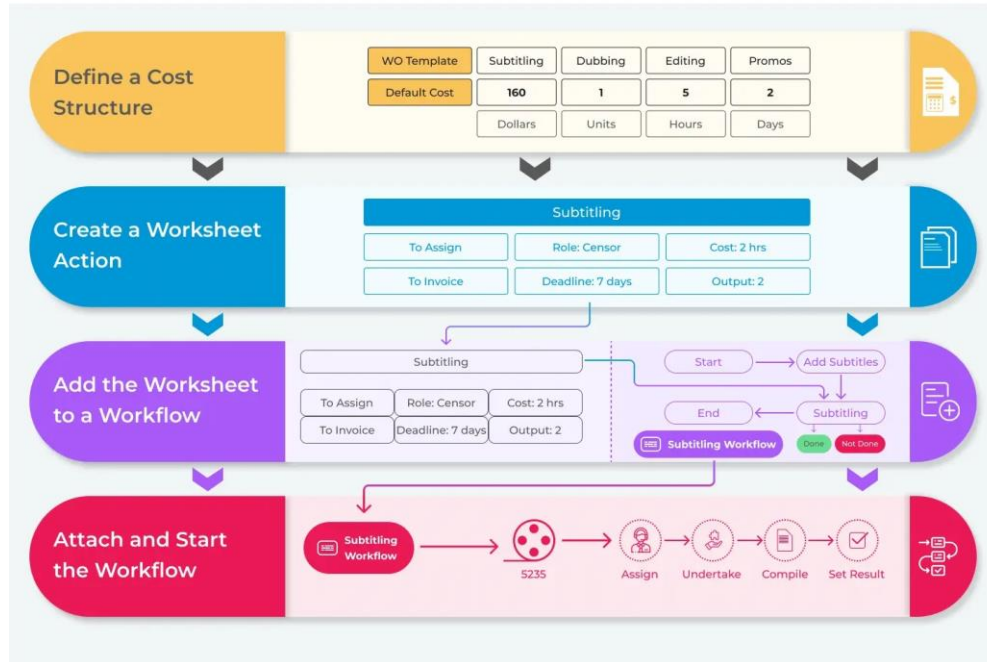 Define a Cost
Structure
WO Template Subtitling Dubbing Editing Promos
Default Cost 160 1 5 2
Dollars Units Hours Days
Create a Worksheet
Action
Subtitling
To Assign Role: Censor Cost: 2 hrs
To Invoice Deadline: 7 days Output: 2
Add the Worksheet
to a Workflow
Subtitling
To Assign Role: Censor Cost: 2 hrs
To Invoice Deadline: 7 days Output: 2
Start Add Subtitles
End Subtitling
Subtitling Workflow Done Not Done
Attach and Start
the Workflow
Subtitling
Workflow
5235 Assign Undertake Compile Set Result